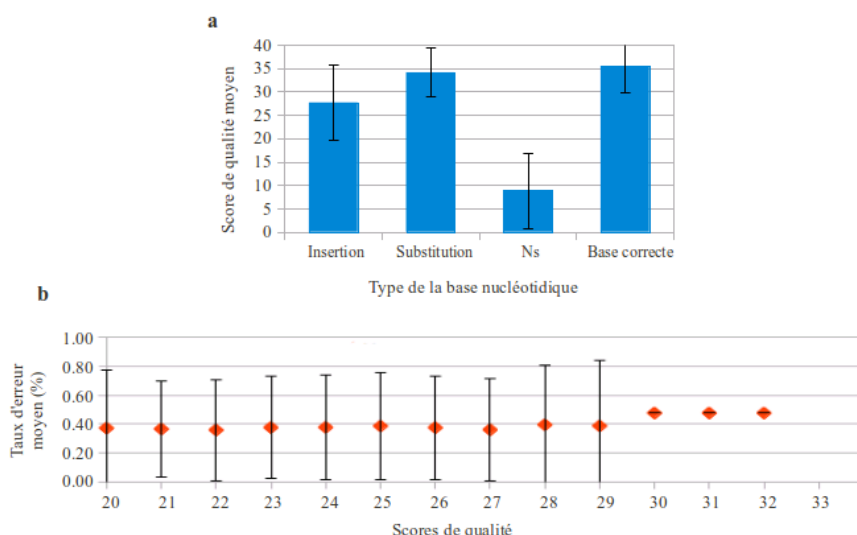 a
40
35
30
25
20
15
10
5
0
Score de qualité moyen
Insertion Substitution Ns Base correcte
Type de la base nucléotidique
b
1.00
0.80
0.60
0.40
0.20
0.00
Taux d'erreur
moyen (%)
20 21 22 23 24 25 26 27 28 29 30 31 32 33
Scores de qualité